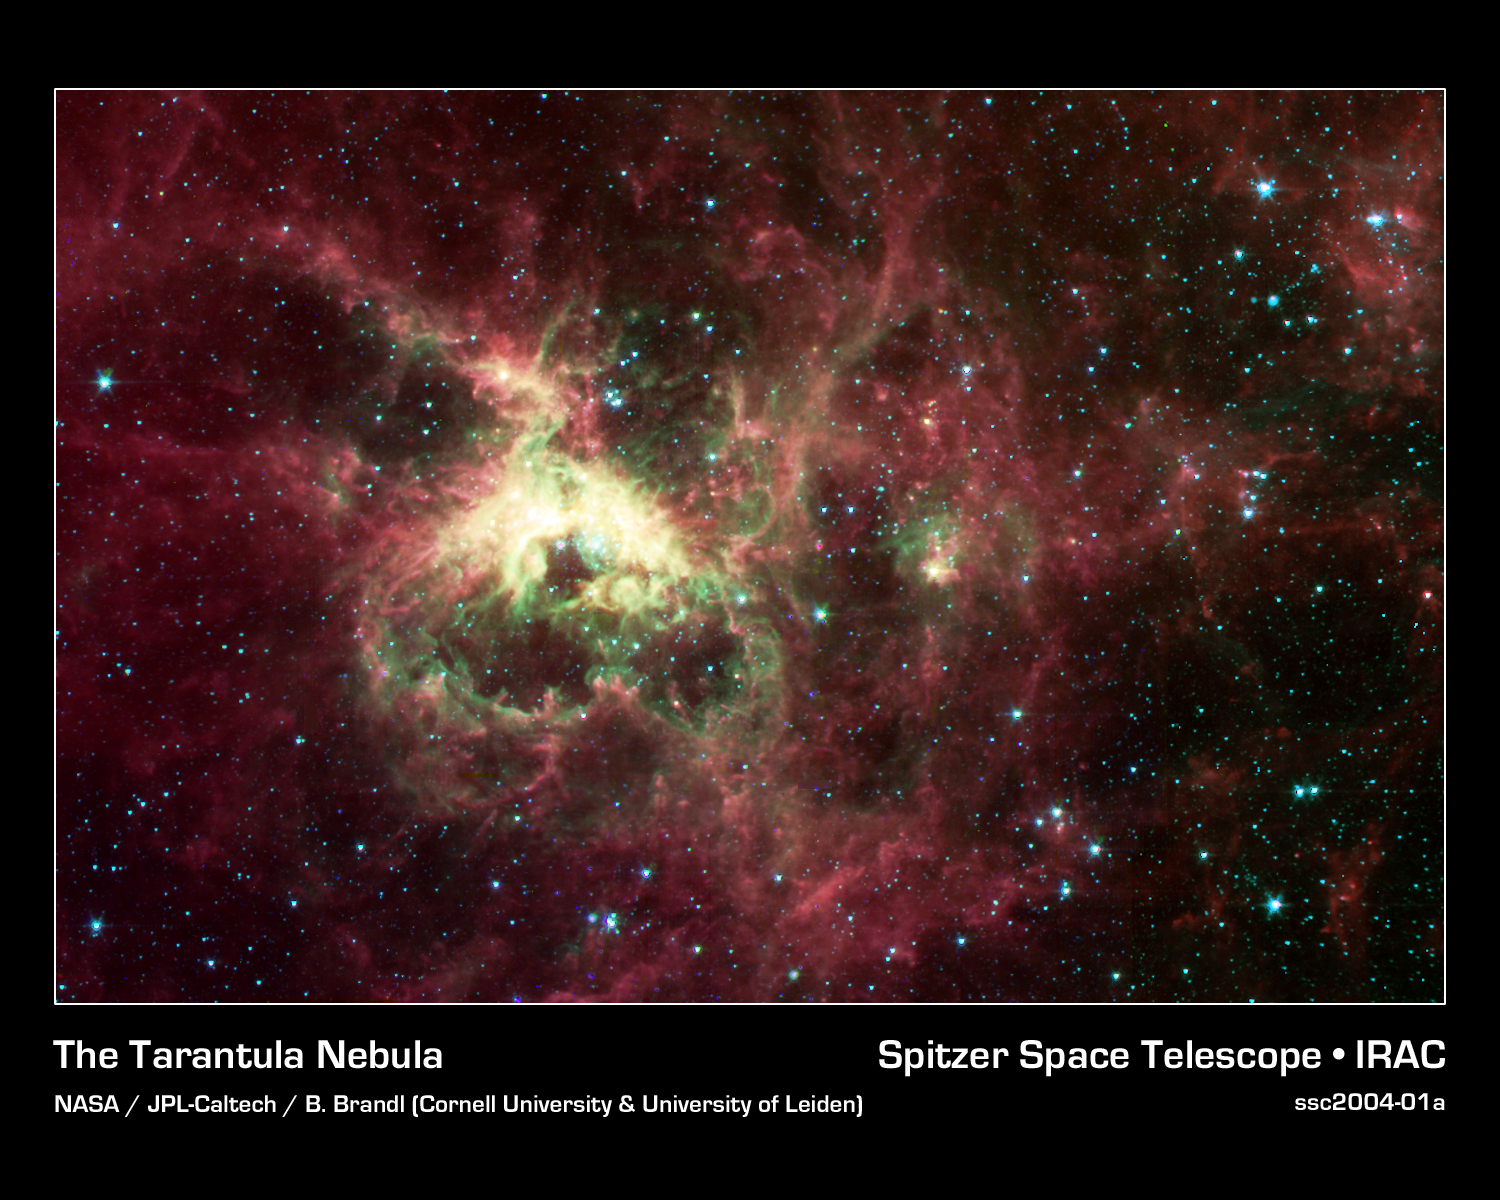 The Tarantula Nebula
Spitzer Space Telescope • IRAC
NASA / JPL-Caltech / B. Brandl (Cornell University & University of Leiden)
ssc2004-01a